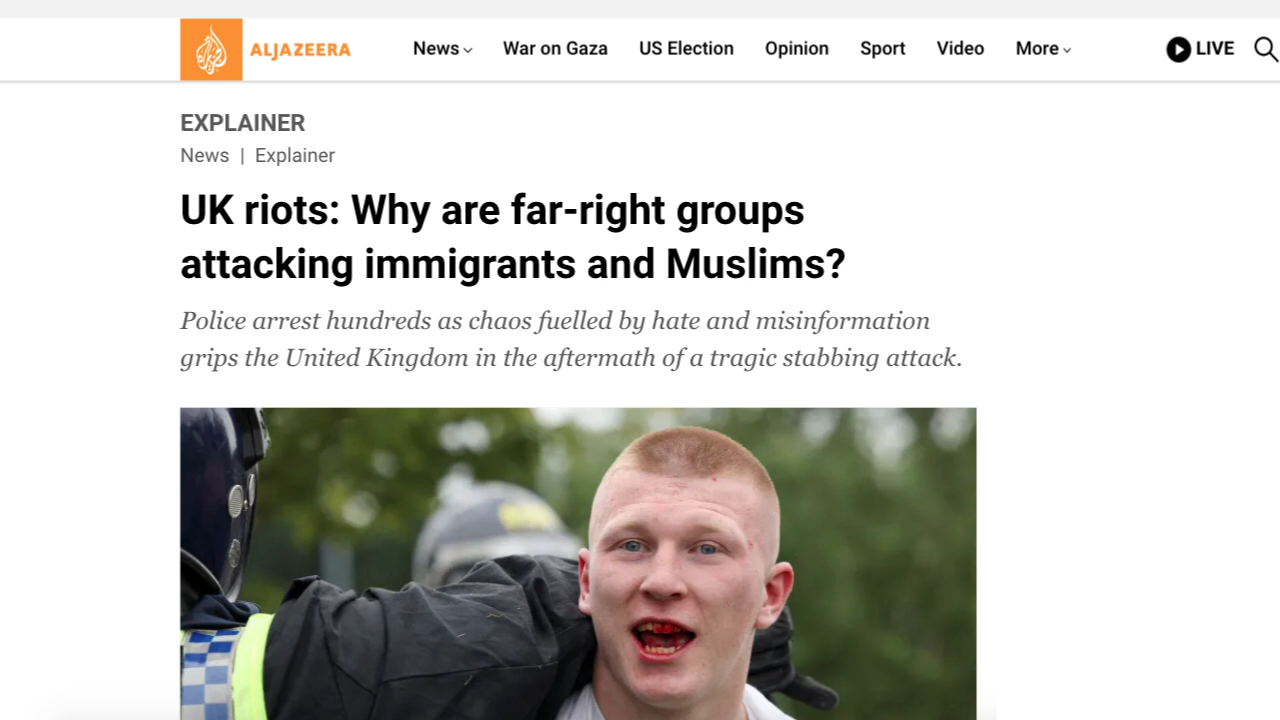 ALJAZEERA
News War on Gaza US Election Opinion Sport Video More LIVE
EXPLAINER
News | Explainer
UK riots: Why are far-right groups
attacking immigrants and Muslims?
Police arrest hundreds as chaos fuelled by hate and misinformation
grips the United Kingdom in the aftermath of a tragic stabbing attack.